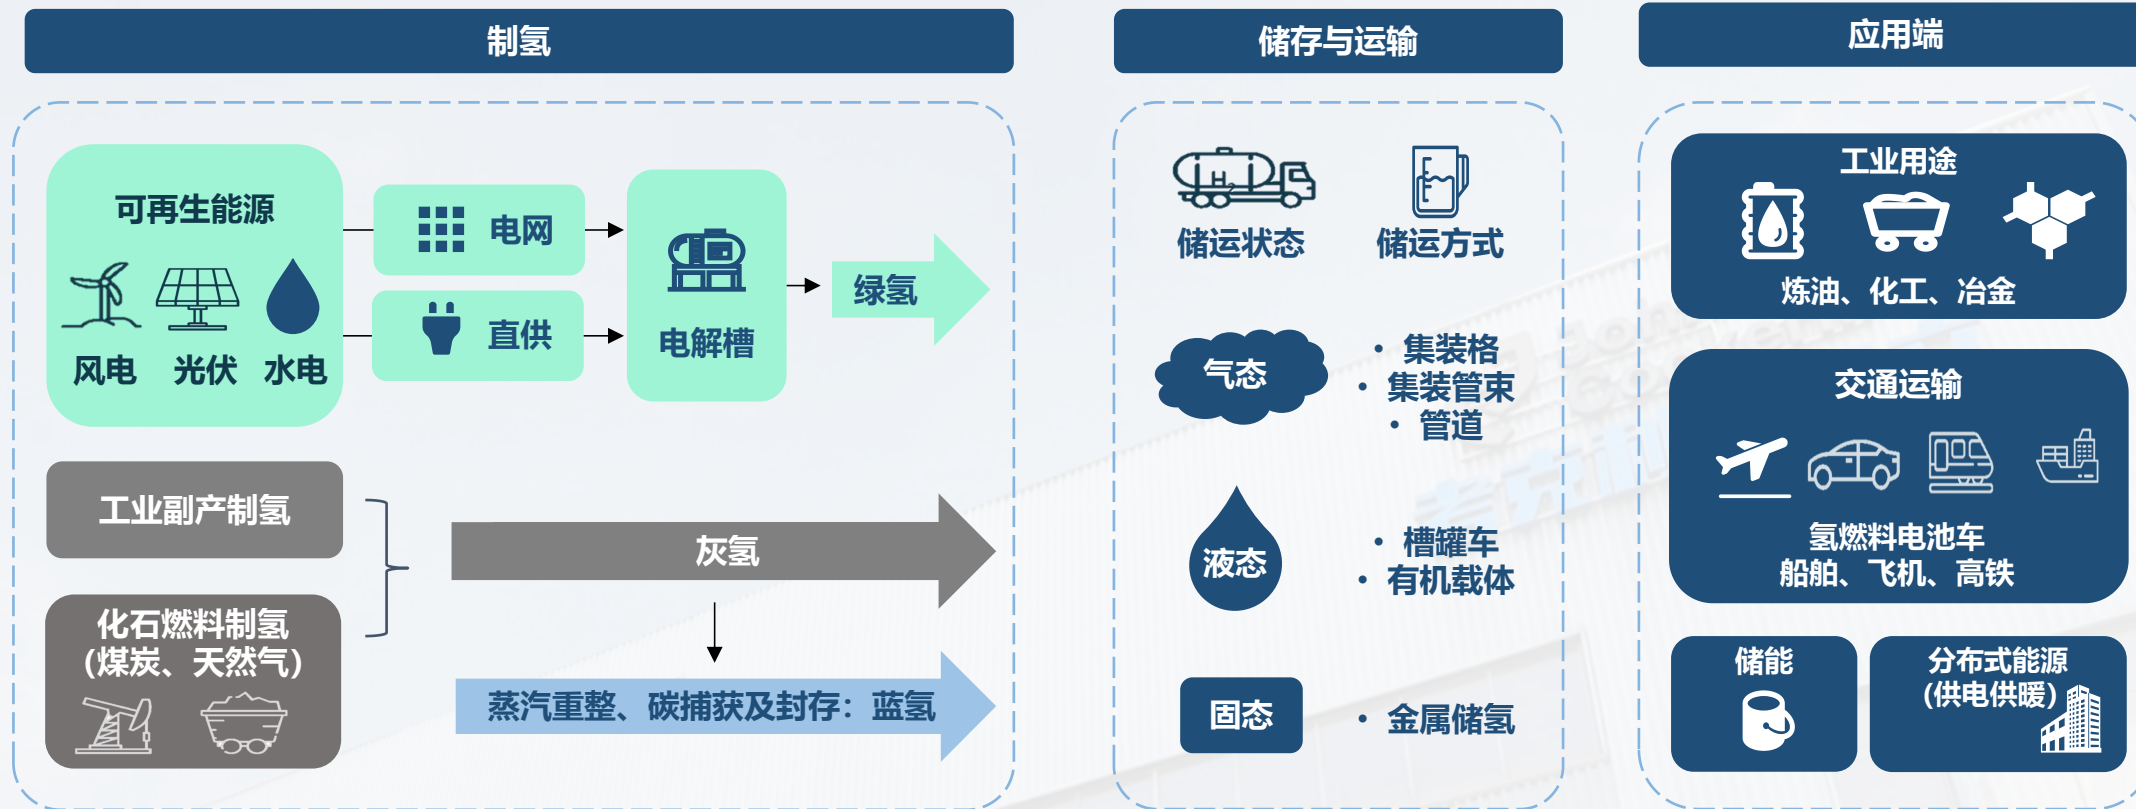 制氢
储存与运输
应用端
可再生能源
风电
光伏
水电
电网
直供
电解槽
绿氢
工业副产制氢
化石燃料制氢
(煤炭、天然气)
灰氢
蒸汽重整、碳捕获及封存：蓝氢
H2
储运状态
储运方式
气态
• 集装格
• 集装管束
• 管道
液态
• 槽罐车
• 有机载体
固态
• 金属储氢
工业用途
炼油、化工、冶金
交通运输
氢燃料电池车
船舶、飞机、高铁
储能
分布式能源
(供电供暖)